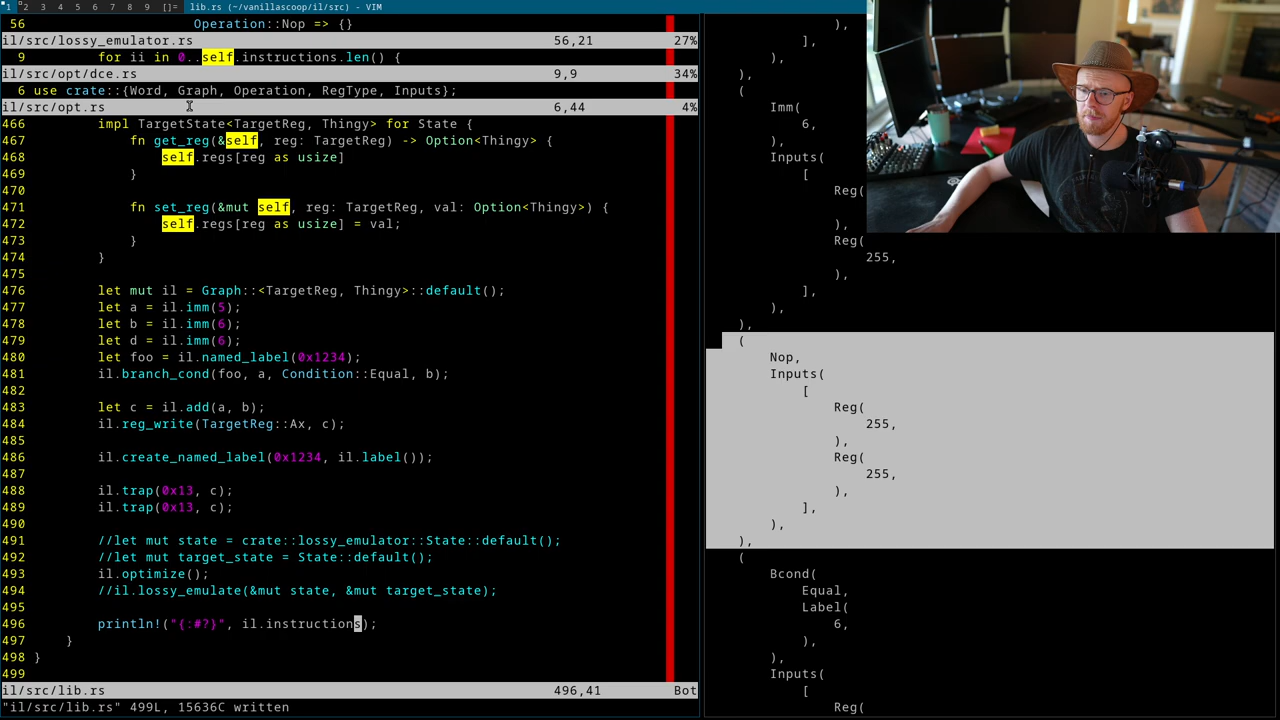 1 2 3 4 5 6 7 8 9 []= lib.rs (~/vanillascoop/il/src) - VIM
56                     Operation::Nop => {}
il/src/lossy_emulator.rs 56,21 27%
9         for ii in 0..self.instructions.len() {
il/src/opt/dce.rs 9,9 34%
6 use crate::{Word, Graph, Operation, RegType, Inputs};
il/src/opt.rs 6,44 4%
466         impl TargetState<TargetReg, Thingy> for State {
467             fn get_reg(&self, reg: TargetReg) -> Option<Thingy> {
468                 self.regs[reg as usize]
469             }
470
471             fn set_reg(&mut self, reg: TargetReg, val: Option<Thingy>) {
472                 self.regs[reg as usize] = val;
473             }
474         }
475
476         let mut il = Graph::<TargetReg, Thingy>::default();
477         let a = il.imm(5);
478         let b = il.imm(6);
479         let d = il.imm(6);
480         let foo = il.named_label(0x1234);
481         il.branch_cond(foo, a, Condition::Equal, b);
482
483         let c = il.add(a, b);
484         il.reg_write(TargetReg::Ax, c);
485
486         il.create_named_label(0x1234, il.label());
487
488         il.trap(0x13, c);
489         il.trap(0x13, c);
490
491         //let mut state = crate::lossy_emulator::State::default();
492         //let mut target_state = State::default();
493         il.optimize();
494         //il.lossy_emulate(&mut state, &mut target_state);
495
496         println!("{:#?}", il.instructions);
497     }
498 }
499
il/src/lib.rs 496,41 Bot
"il/src/lib.rs" 499L, 15636C written
            ),
        ],
    ),
),
(
    Imm(
        6,
    ),
    Inputs(
        [
            Reg(
            ),
            Reg(
                255,
            ),
        ],
    ),
),
(
    Nop,
    Inputs(
        [
            Reg(
                255,
            ),
            Reg(
                255,
            ),
        ],
    ),
),
(
    Bcond(
        Equal,
        Label(
            6,
        ),
    ),
    Inputs(
        [
            Reg(